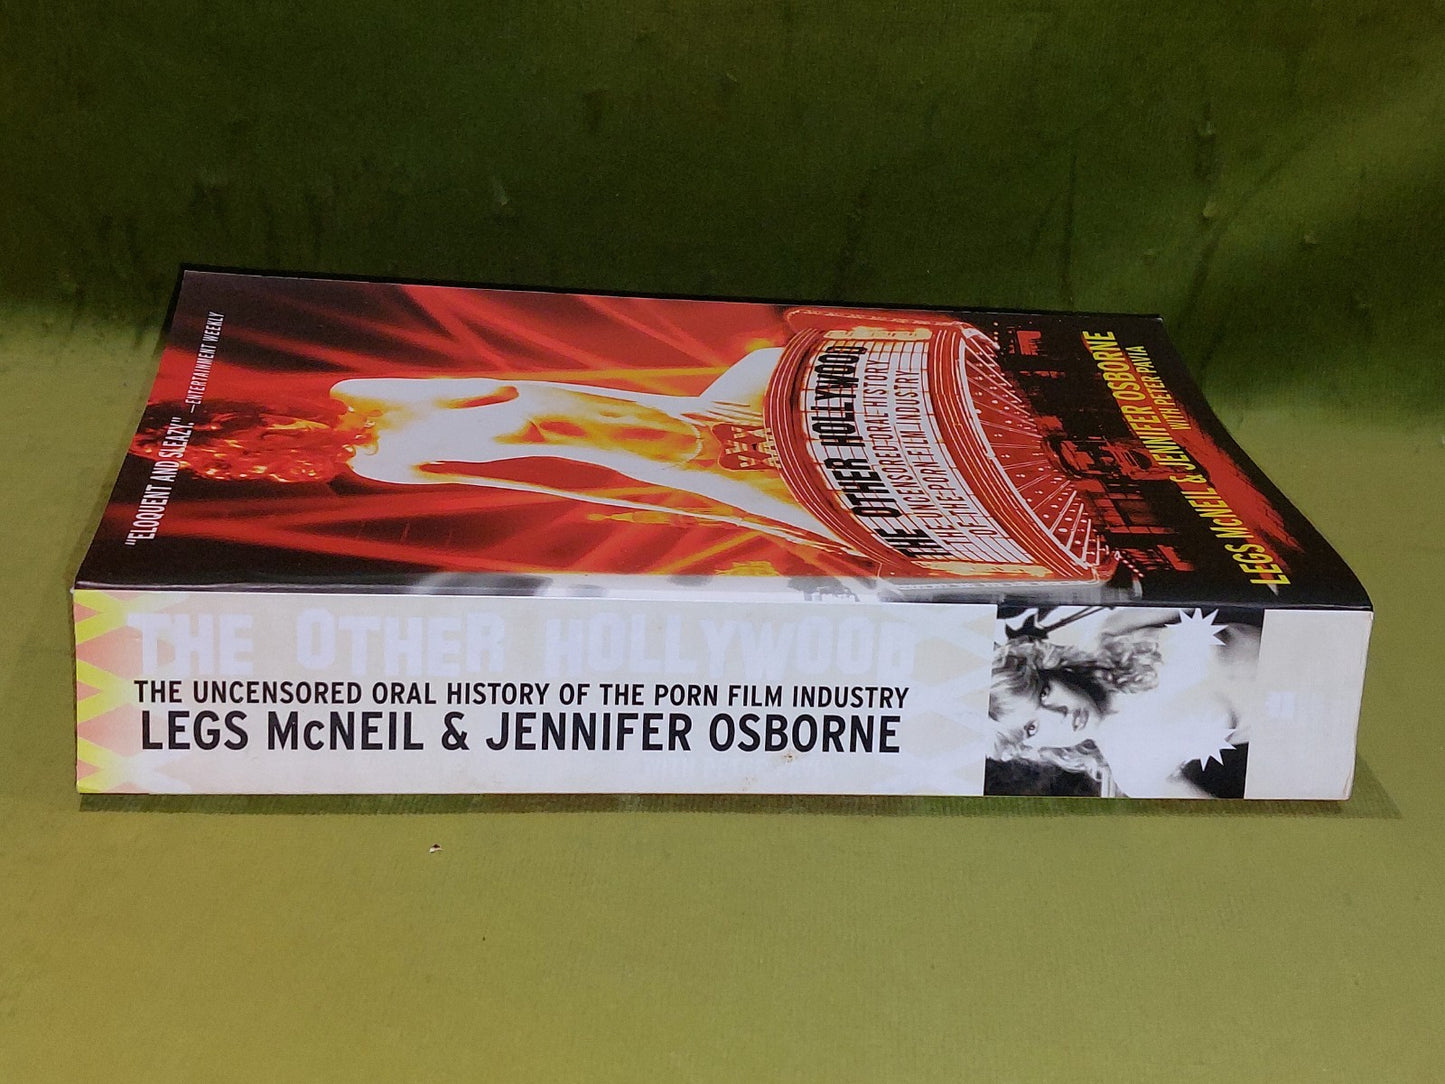 "ELOQUENT AND SLEAZY." —ENTERTAINMENT WEEKLY
THE OTHER HOLLYWOOD
THE UNCENSORED ORAL HISTORY
OF THE PORN FILM INDUSTRY
LEGS McNEIL & JENNIFER OSBORNE
WITH PETER PAVIA
THE OTHER HOLLYWOOD
THE UNCENSORED ORAL HISTORY OF THE PORN FILM INDUSTRY
LEGS McNEIL & JENNIFER OSBORNE